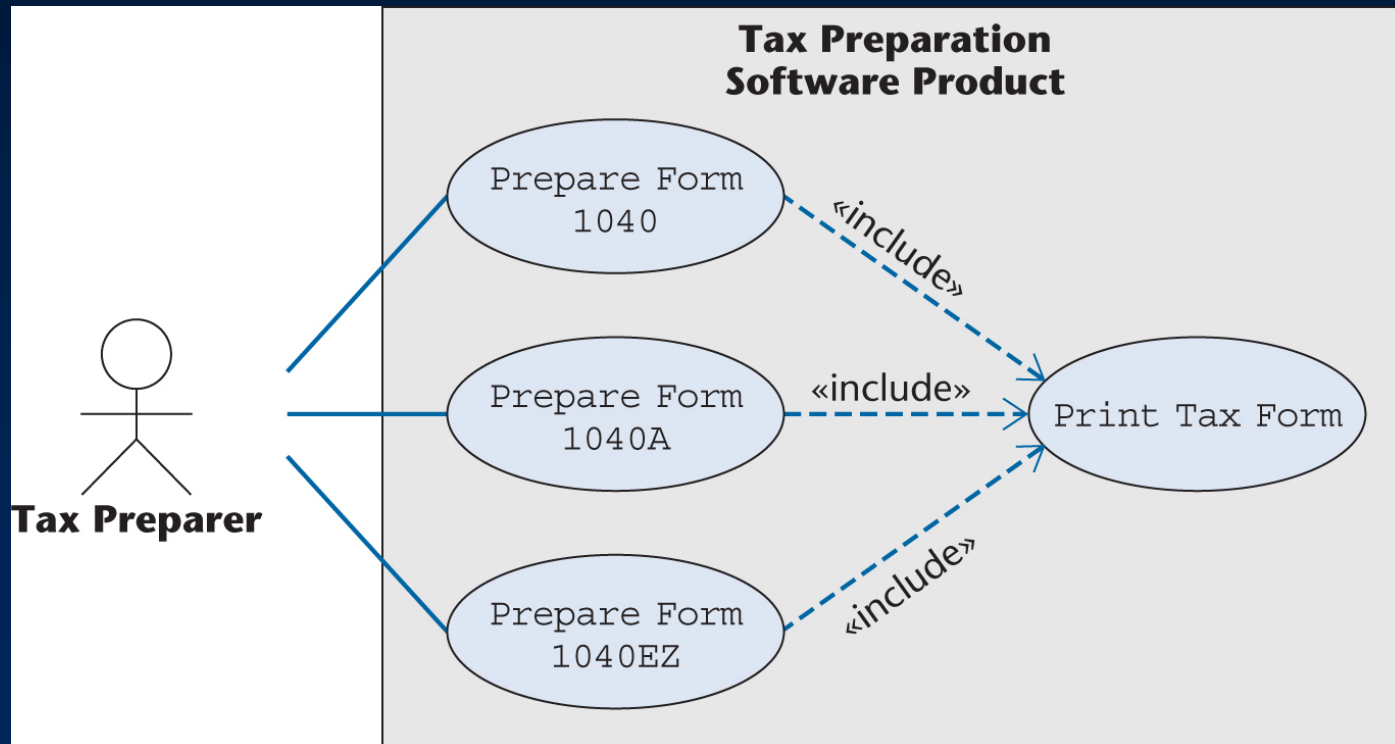 Tax Preparation
Software Product
Prepare Form
1040
«include»
Prepare Form
1040A
«include»
Print Tax Form
Tax Preparer
Prepare Form
1040EZ
«include»